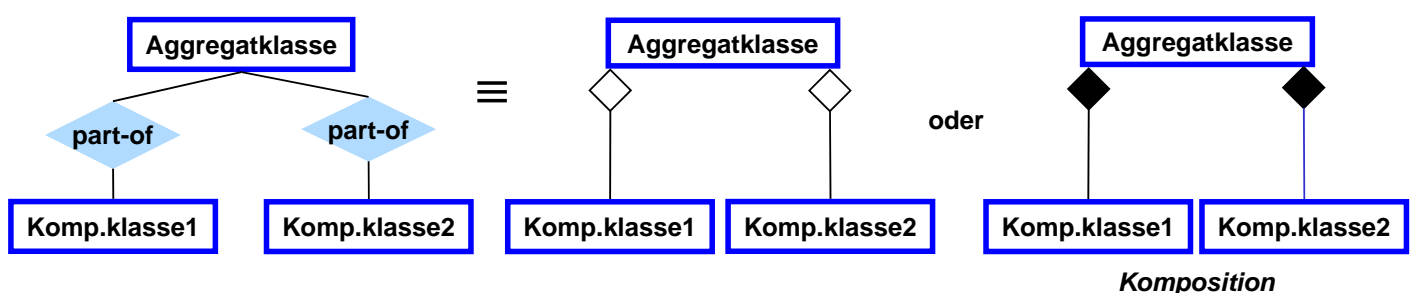 Aggregatklasse
part-of
part-of
Komp.klasse1
Komp.klasse2
≡
Aggregatklasse
Komp.klasse1
Komp.klasse2
oder
Aggregatklasse
Komp.klasse1
Komp.klasse2
Komposition